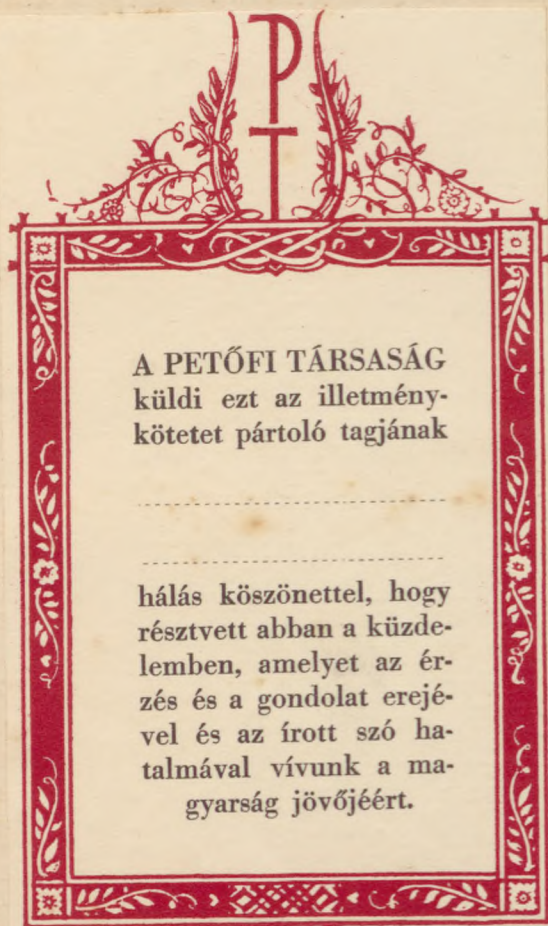 P
T
A PETŐFI TÁRSASÁG
küldi ezt az illetmény-
kötetet pártoló tagjának
hálás köszönettel, hogy
résztvett abban a küzde-
lemben, amelyet az ér-
zés és a gondolat erejé-
vel és az írott szó ha-
talmával vívunk a ma-
gyarság jövőjéért.